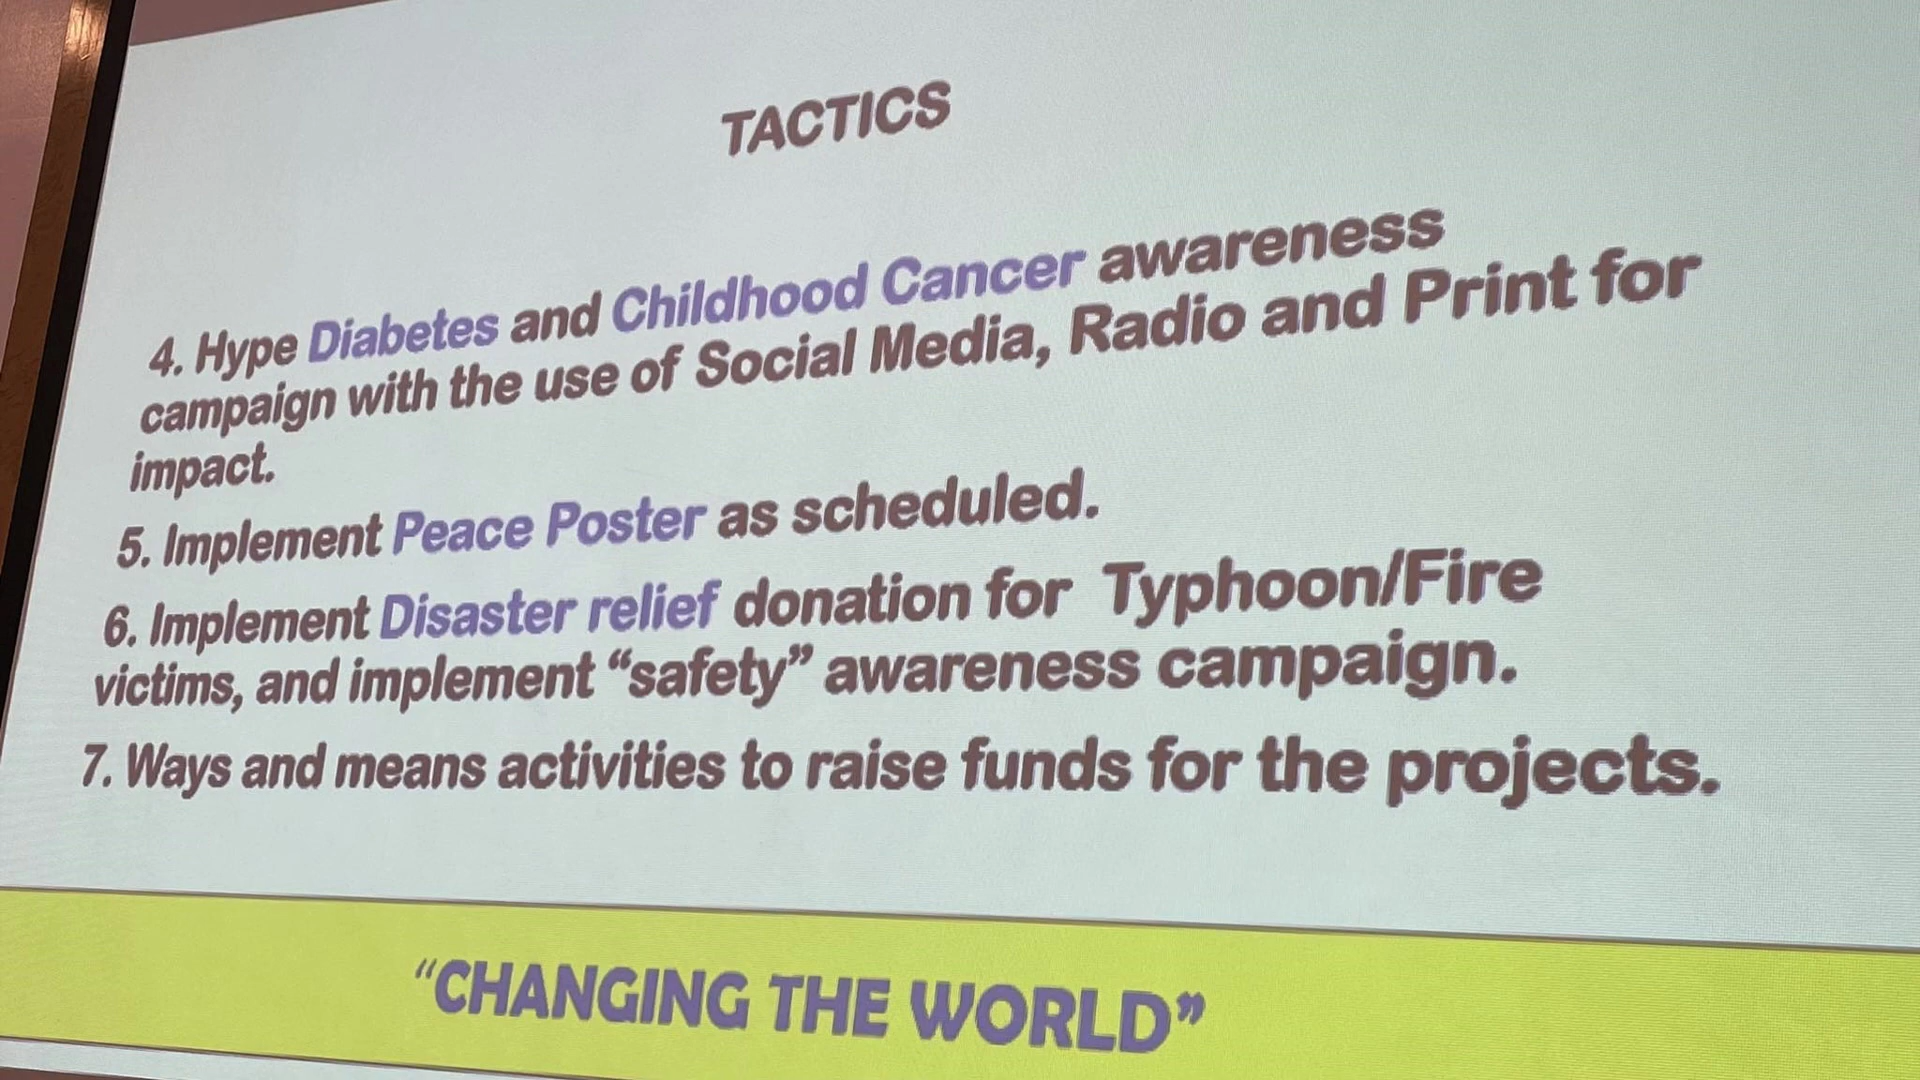 TACTICS
4. Hype Diabetes and Childhood Cancer awareness
campaign with the use of Social Media, Radio and Print for
impact.
5. Implement Peace Poster as scheduled.
6. Implement Disaster relief donation for Typhoon/Fire
victims, and implement “safety” awareness campaign.
7. Ways and means activities to raise funds for the projects.
“CHANGING THE WORLD”